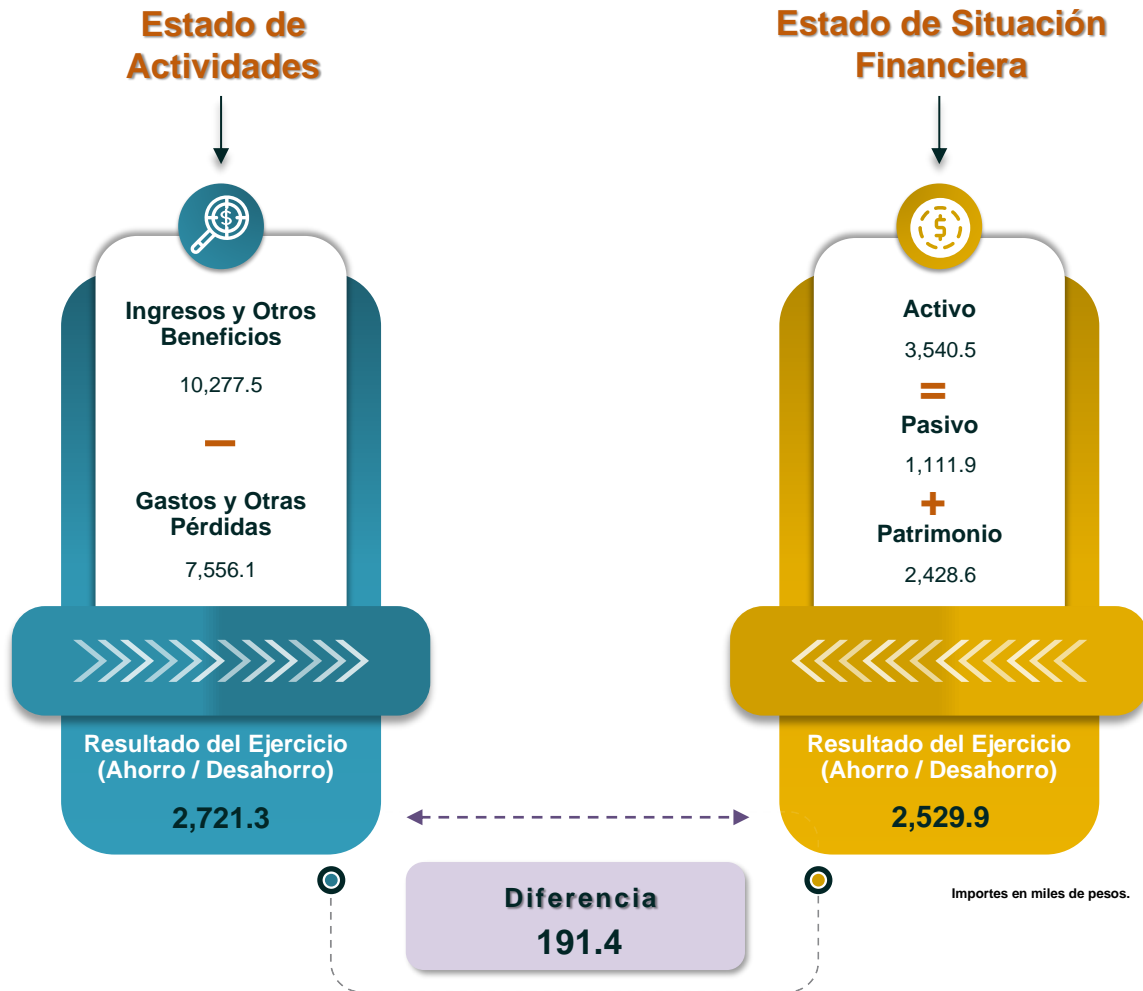 Estado de
Actividades
Ingresos y Otros
Beneficios
10,277.5
–
Gastos y Otras
Pérdidas
7,556.1
Resultado del Ejercicio
(Ahorro / Desahorro)
2,721.3
Estado de Situación
Financiera
$
Activo
3,540.5
=
Pasivo
1,111.9
+
Patrimonio
2,428.6
Resultado del Ejercicio
(Ahorro / Desahorro)
2,529.9
Diferencia
191.4
Importes en miles de pesos.